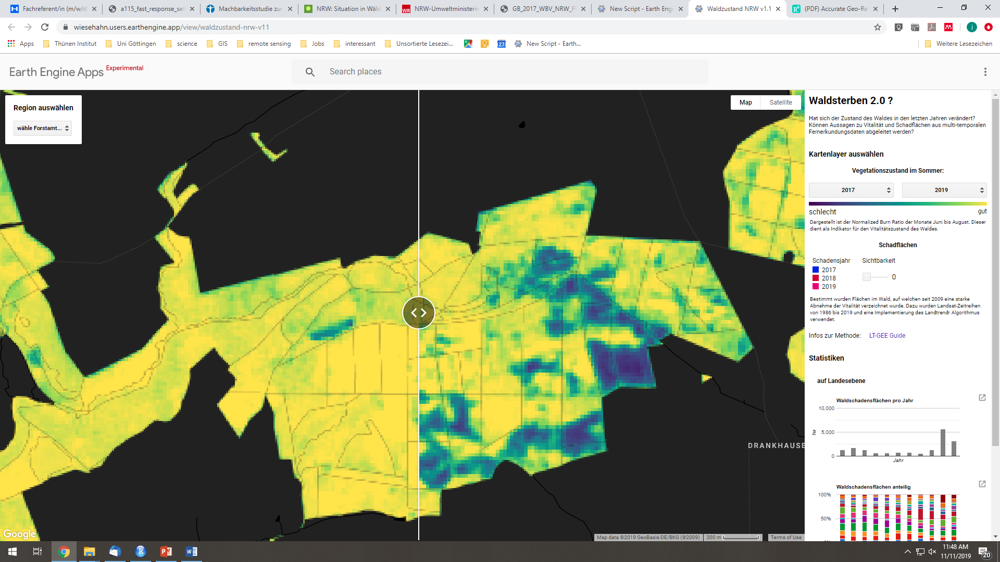 Fachreferent/in (m/w/d)
a115_fast_response_sei
Machbarkeitsstudie zur
NRW: Situation in Wäld
NRW-Umweltministerin
GB_2017_WBV_NRW_F
New Script - Earth Engi
Waldzustand NRW v1.1
(PDF) Accurate Geo-Re
wiesehahn.users.earthengine.app/view/waldzustand-nrw-v11
Apps
Thünen Institut
Uni Göttingen
science
GIS
remote sensing
Jobs
interessant
Unsortierte Lesezei...
27
New Script - Earth...
Weitere Lesezeichen
Earth Engine Apps Experimental
Search places
Region auswählen
wähle Forstamt...
Map
Satellite
DRANKHAUSE
Google
Map data ©2019 GeoBasis-DE/BKG (©2009)
200 m
Terms of Use
Waldsterben 2.0 ?
Hat sich der Zustand des Waldes in den letzten Jahren verändert?
Können Aussagen zu Vitalität und Schadflächen aus multi-temporalen
Fernerkundungsdaten abgeleitet werden?
Kartenlayer auswählen
Vegetationszustand im Sommer:
2017
2019
schlecht
gut
Dargestellt ist der Normalized Burn Ratio der Monate Juni bis August. Dieser
dient als Indikator für den Vitalitätszustand des Waldes.
Schadflächen
Schadensjahr
Sichtbarkeit
2017
2018
2019
0
Bestimmt wurden Flächen im Wald, auf welchen seit 2009 eine starke
Abnehme der Vitalität verzeichnet wurde. Dazu wurden Landsat-Zeitreihen
von 1986 bis 2019 und eine Implementierung des Landtrendr Algorithmus
verwendet.
Infos zur Methode:
LT-GEE Guide
Statistiken
auf Landesebene
Waldschadensflächen pro Jahr
10,000
5,000
0
ha
Jahr
Waldschadensflächen anteilig
100%
50%
11:48 AM
11/11/2019
20